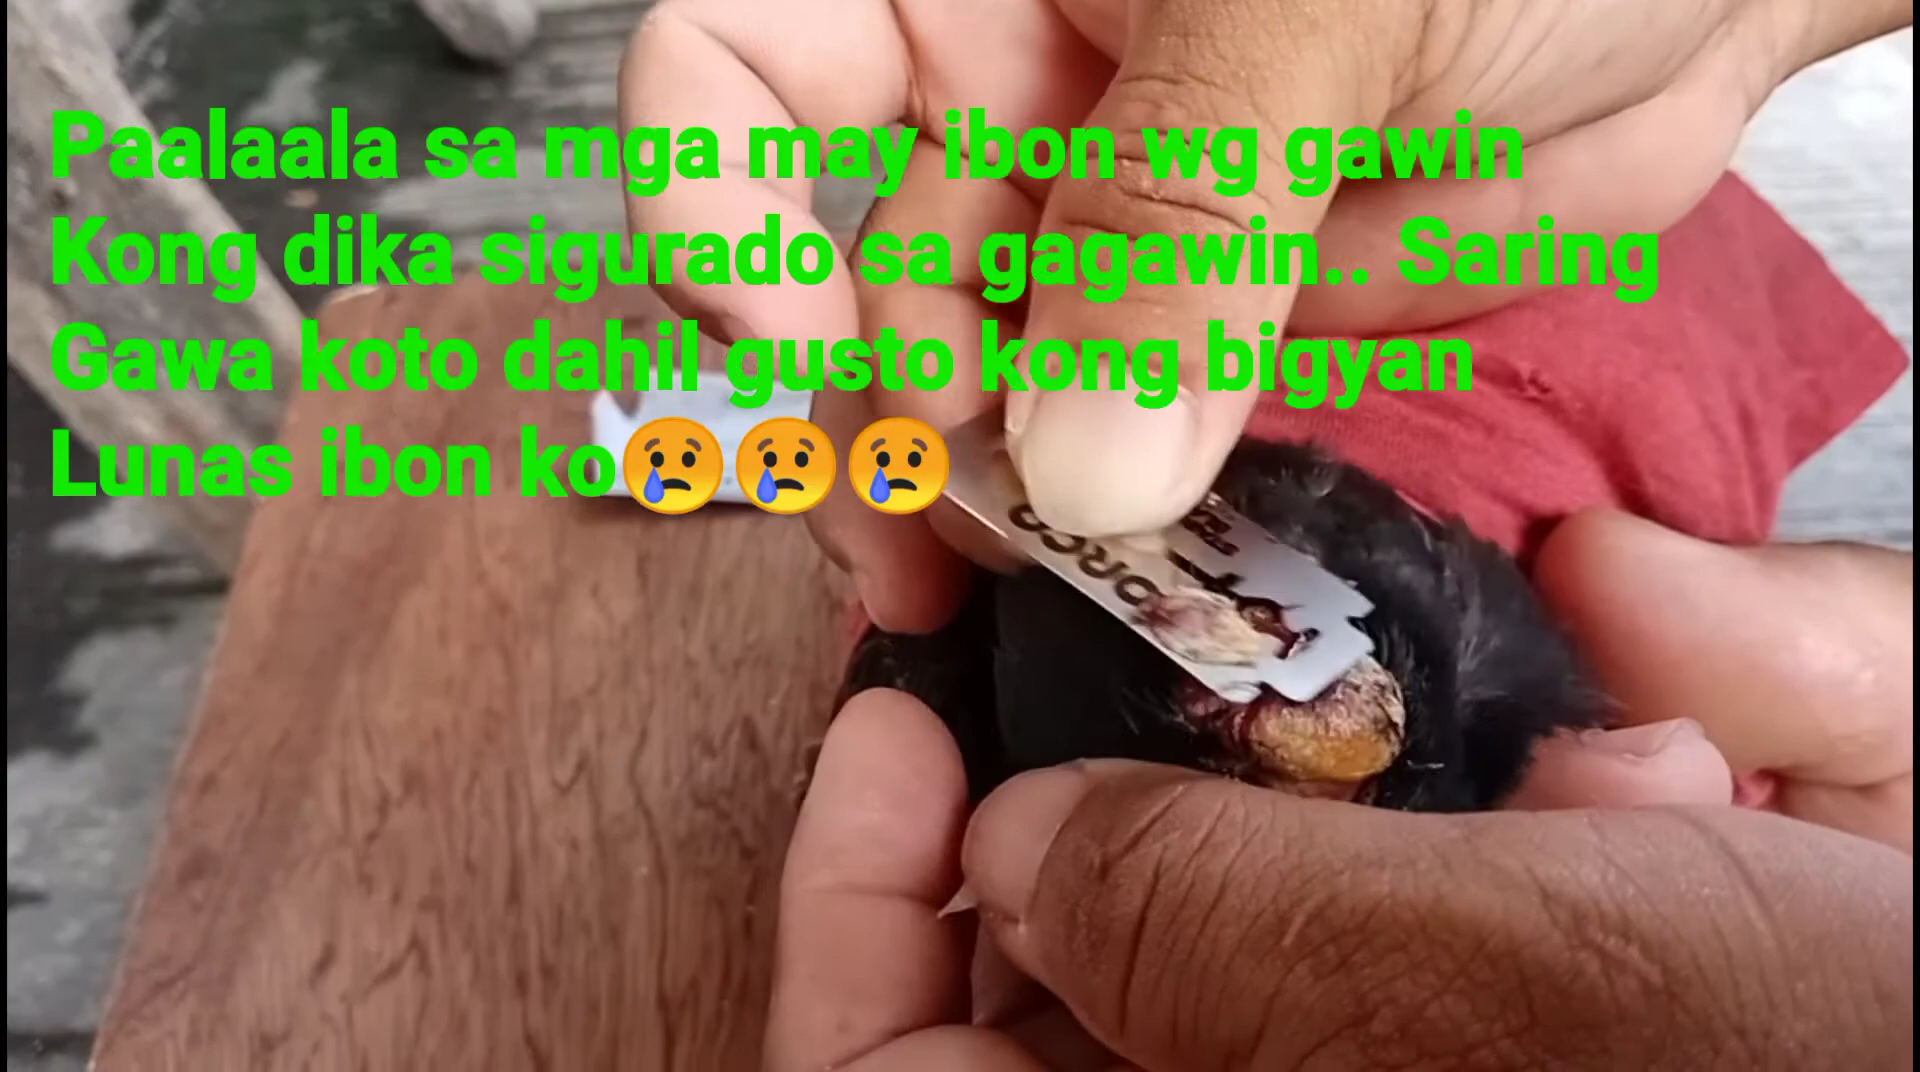 Paalaala sa mga may ibon wg gawin
Kong dika sigurado sa gagawin.. Saring
Gawa koto dahil gusto kong bigyan
Lunas ibon ko😢😢😢